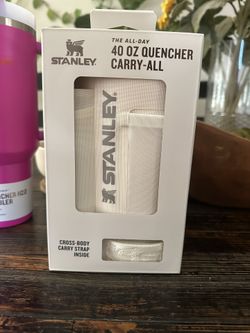 STANLEY
THE ALL-DAY
40 OZ QUENCHER
CARRY-ALL
STANLEY
CROSS-BODY
CARRY STRAP
INSIDE